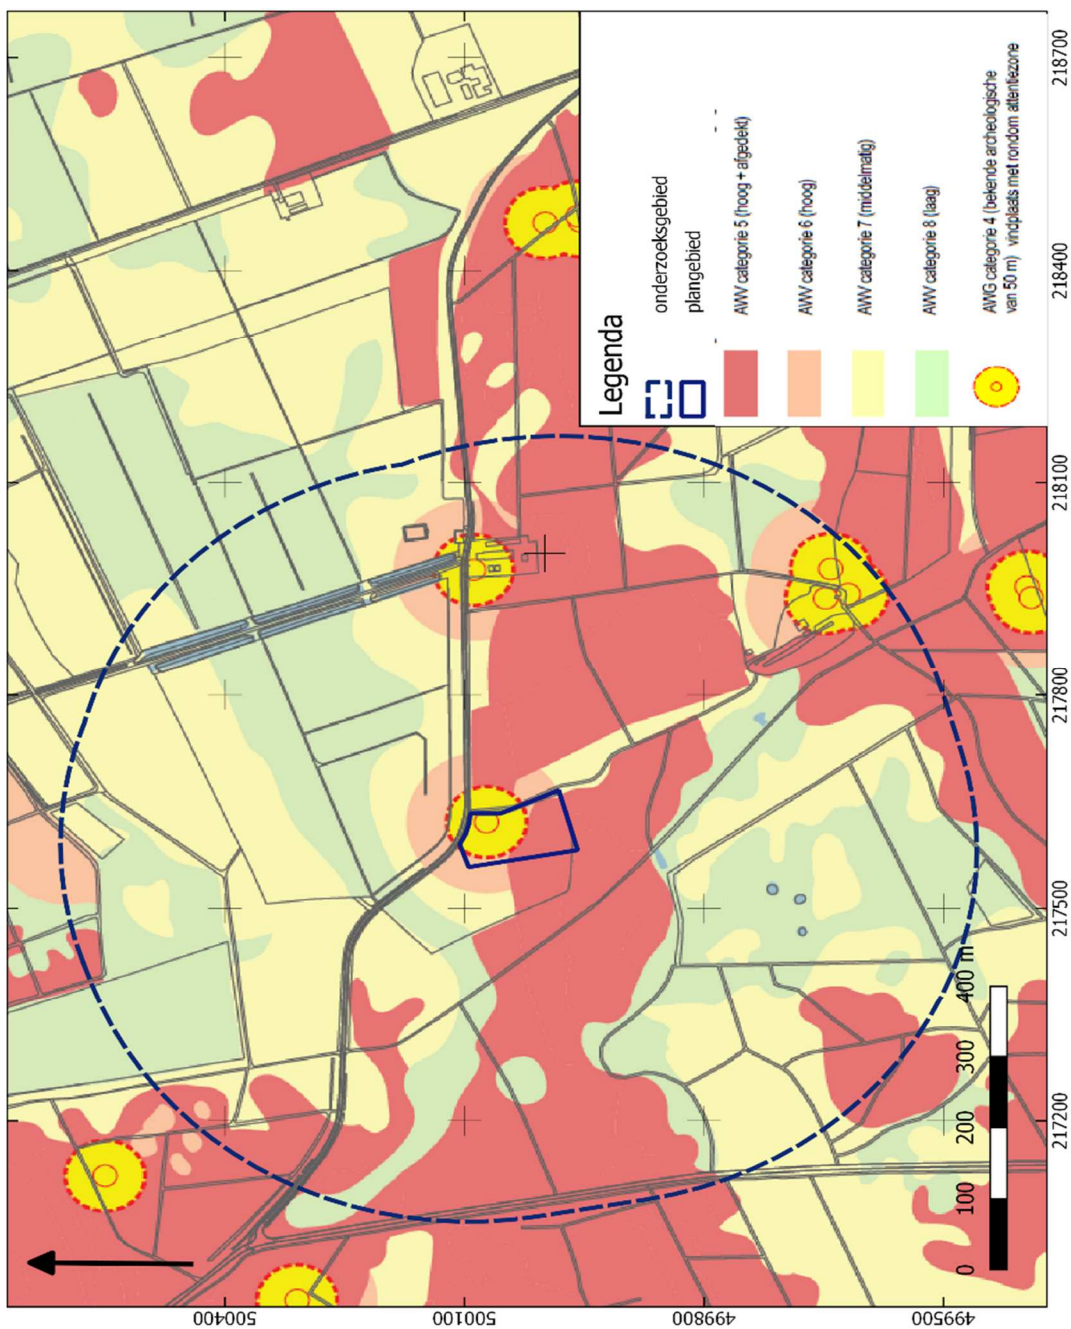 Legenda
onderzoeksgebied
plangebied
AWV categorie 5 (hoog + afgedekt)
AWV categorie 6 (hoog)
AWV categorie 7 (middelmatig)
AWV categorie 8 (laag)
AWG categorie 4 (bekende archeologische
van 50 m) vindplaats met rondom attentiezone
0 100 200 300 400 m
217200
217500
217800
218100
218400
218700
500400
500100
499800
499500